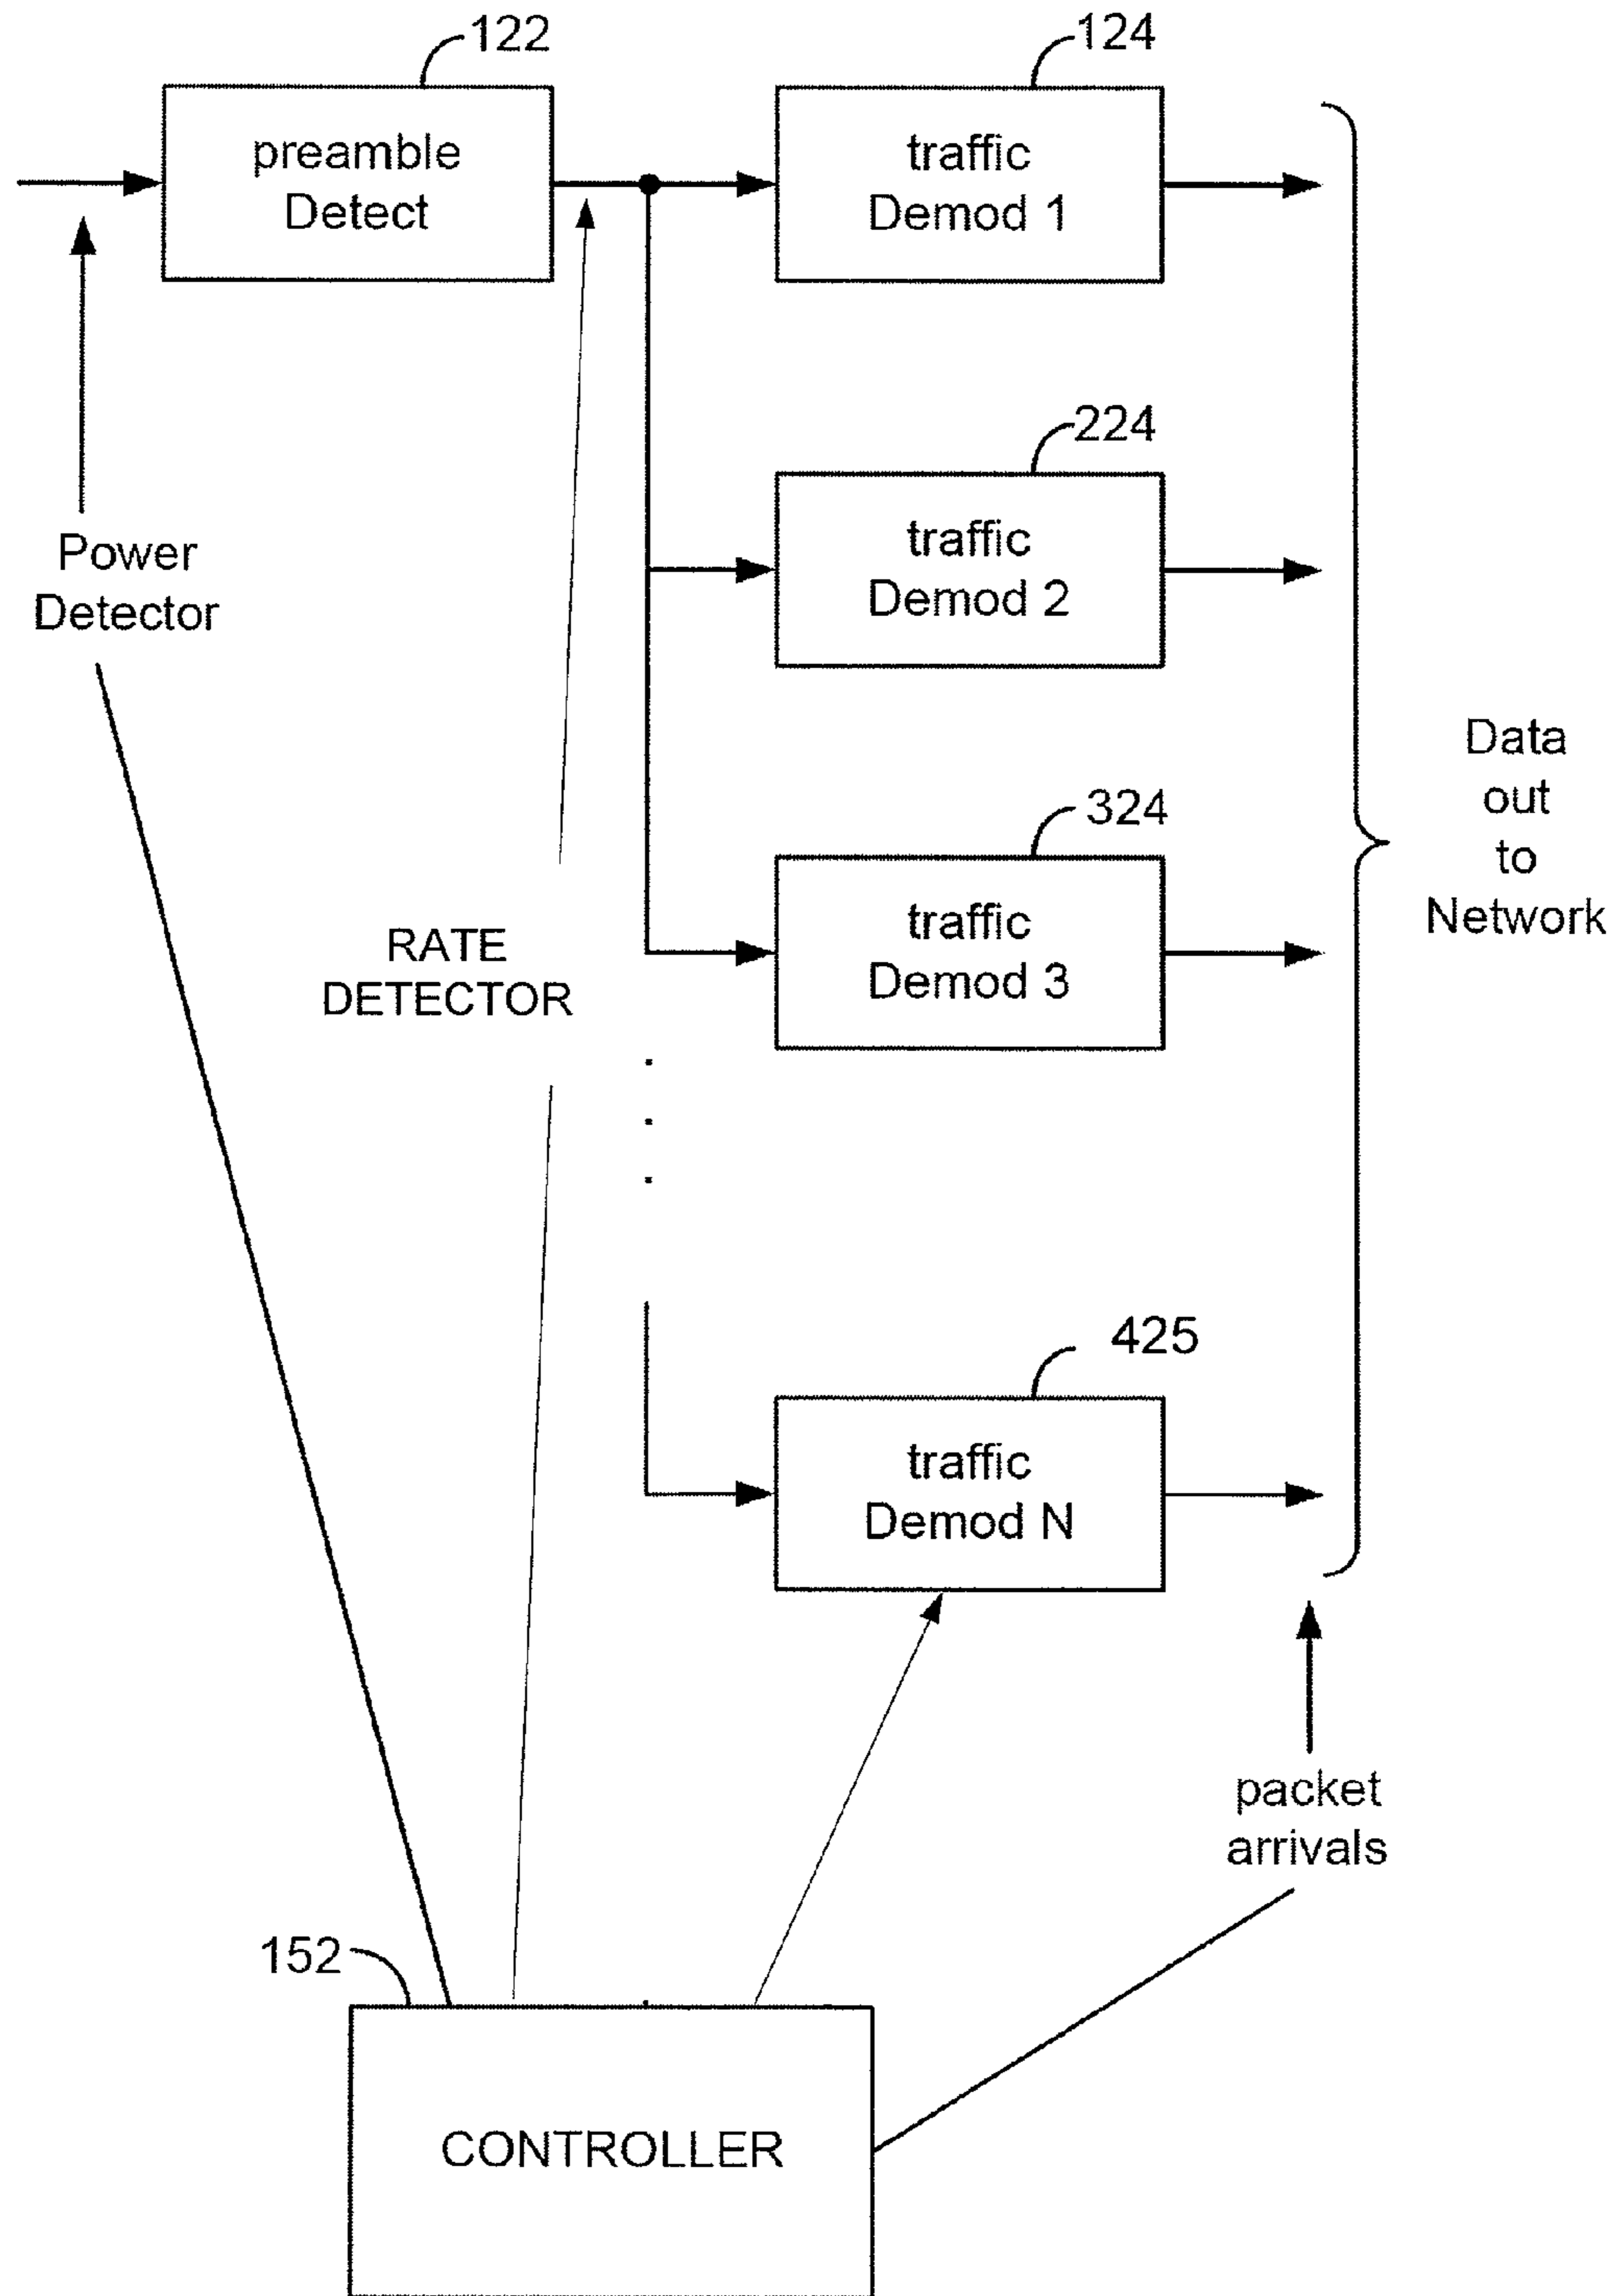 122
124
preamble
Detect
traffic
Demod 1
224
traffic
Demod 2
Power
Detector
Data
out
to
Network
324
traffic
Demod 3
RATE
DETECTOR
425
traffic
Demod N
packet
arrivals
152
CONTROLLER